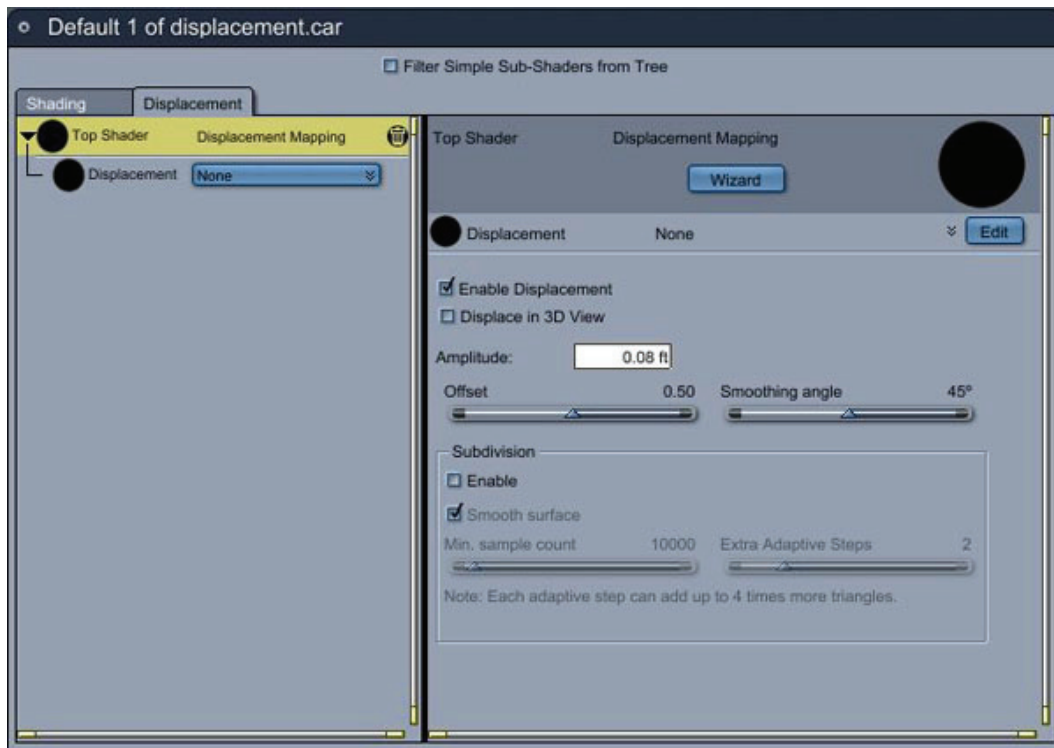 Default 1 of displacement.car
Filter Simple Sub-Shaders from Tree
Shading Displacement
Top Shader Displacement Mapping
Displacement None
Top Shader Displacement Mapping
Wizard
Displacement None Edit
Enable Displacement
Displace in 3D View
Amplitude: 0.08 ft
Offset 0.50 Smoothing angle 45º
Subdivision
Enable
Smooth surface
Min. sample count 10000 Extra Adaptive Steps 2
Note: Each adaptive step can add up to 4 times more triangles.